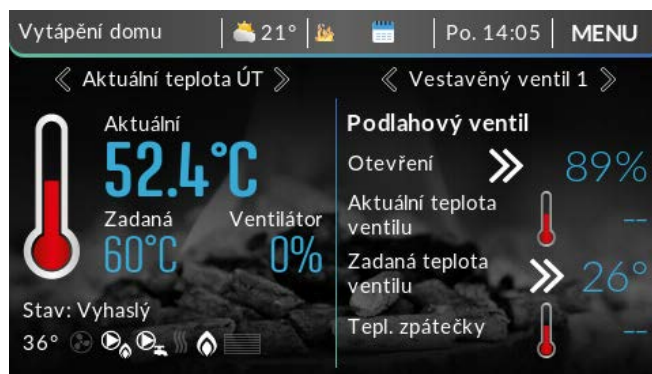 Vytápění domu
21°
Po. 14:05
MENU
Aktuální teplota ÚT
Vestavěný ventil 1
Aktuální
52.4°C
Zadaná
Ventilátor
60°C
0%
Stav: Vyhaslý
36°
Podlahový ventil
Otevření
89%
Aktuální teplota
ventilu
--
Zadaná teplota
ventilu
26°
Tepl. zpátečky
--